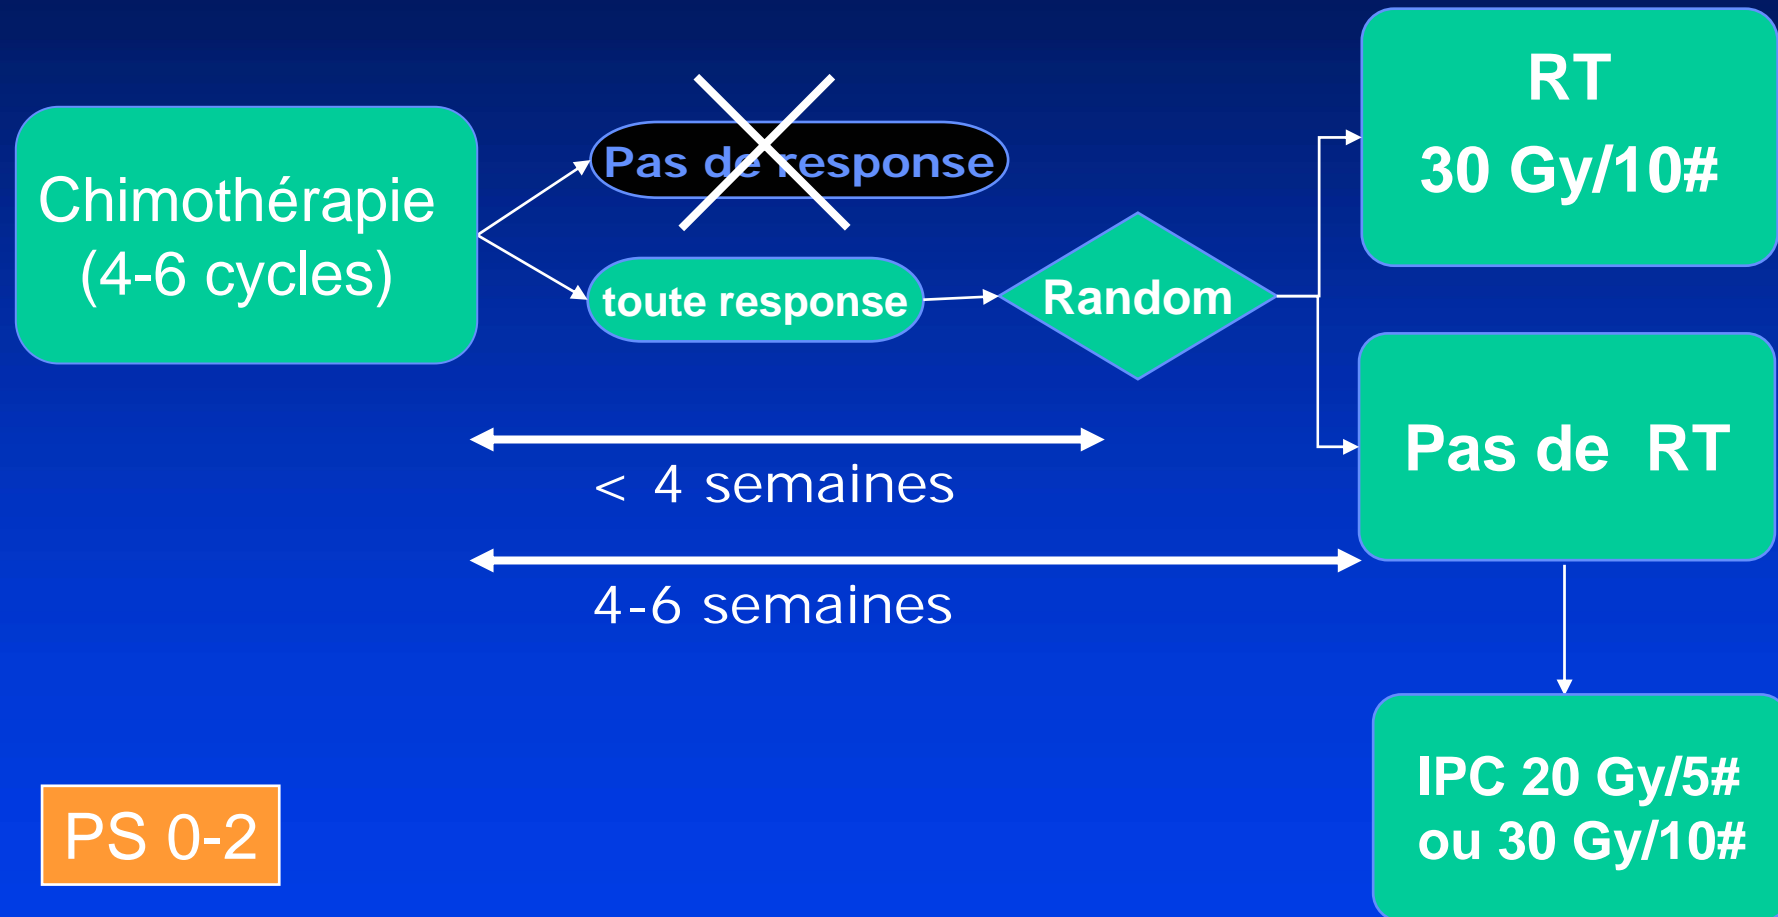 Chimothérapie
(4-6 cycles)
Pas de response
toute response
Random
RT
30 Gy/10#
Pas de RT
< 4 semaines
4-6 semaines
IPC 20 Gy/5#
ou 30 Gy/10#
PS 0-2